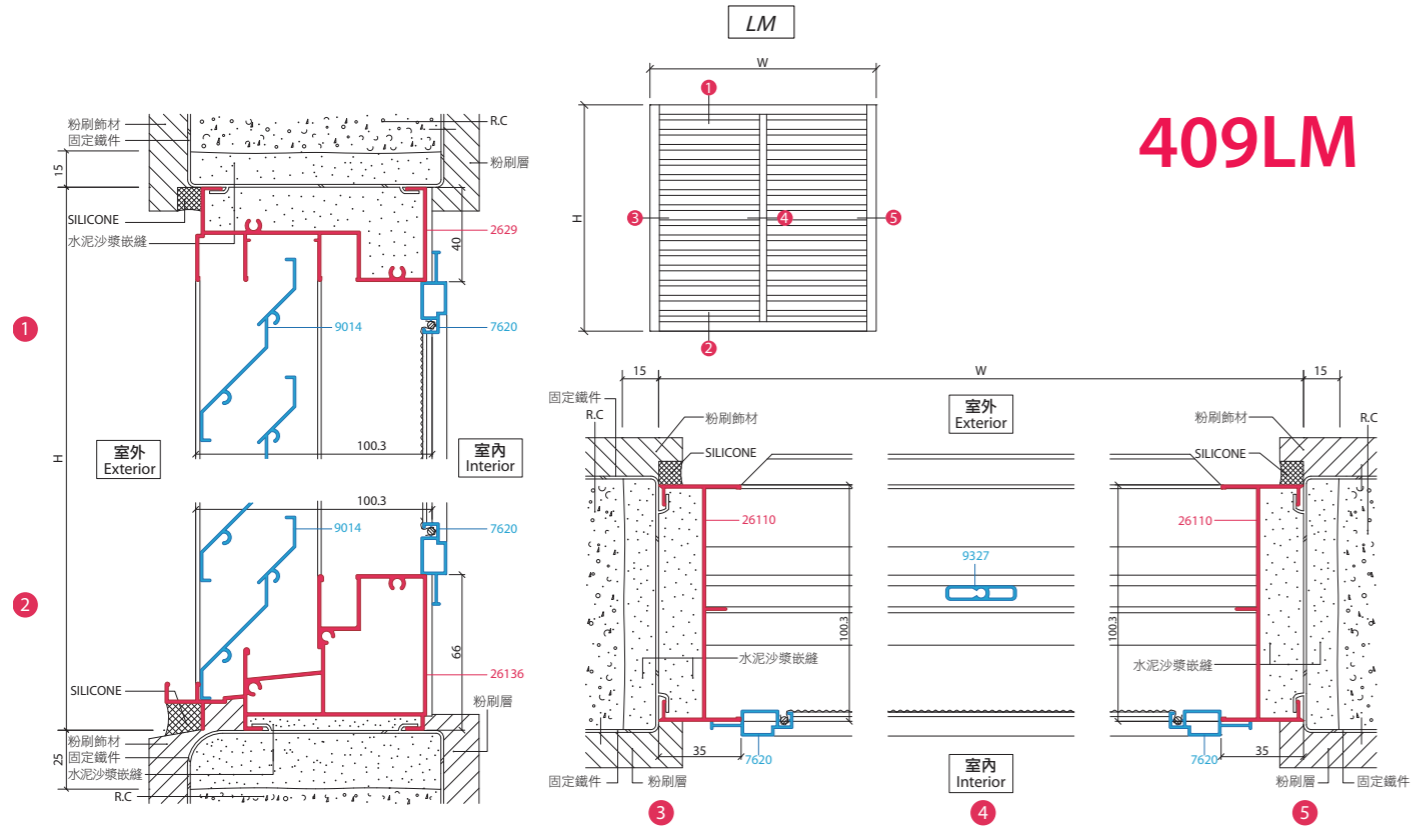 LM
409LM
W
H
1
2
3
4
5
粉刷飾材
固定鐵件
R.C
粉刷層
15
SILICONE
水泥沙漿嵌縫
2629
40
9014
7620
1
100.3
H
室外
Exterior
室內
Interior
100.3
9014
7620
2
66
26136
SILICONE
粉刷層
粉刷飾材
固定鐵件
水泥沙漿嵌縫
25
R.C
15
W
15
固定鐵件
R.C
粉刷飾材
SILICONE
室外
Exterior
粉刷飾材
SILICONE
R.C
26110
26110
9327
100.3
100.3
水泥沙漿嵌縫
水泥沙漿嵌縫
35
7620
35
7620
固定鐵件
粉刷層
室內
Interior
粉刷層
固定鐵件
3
4
5